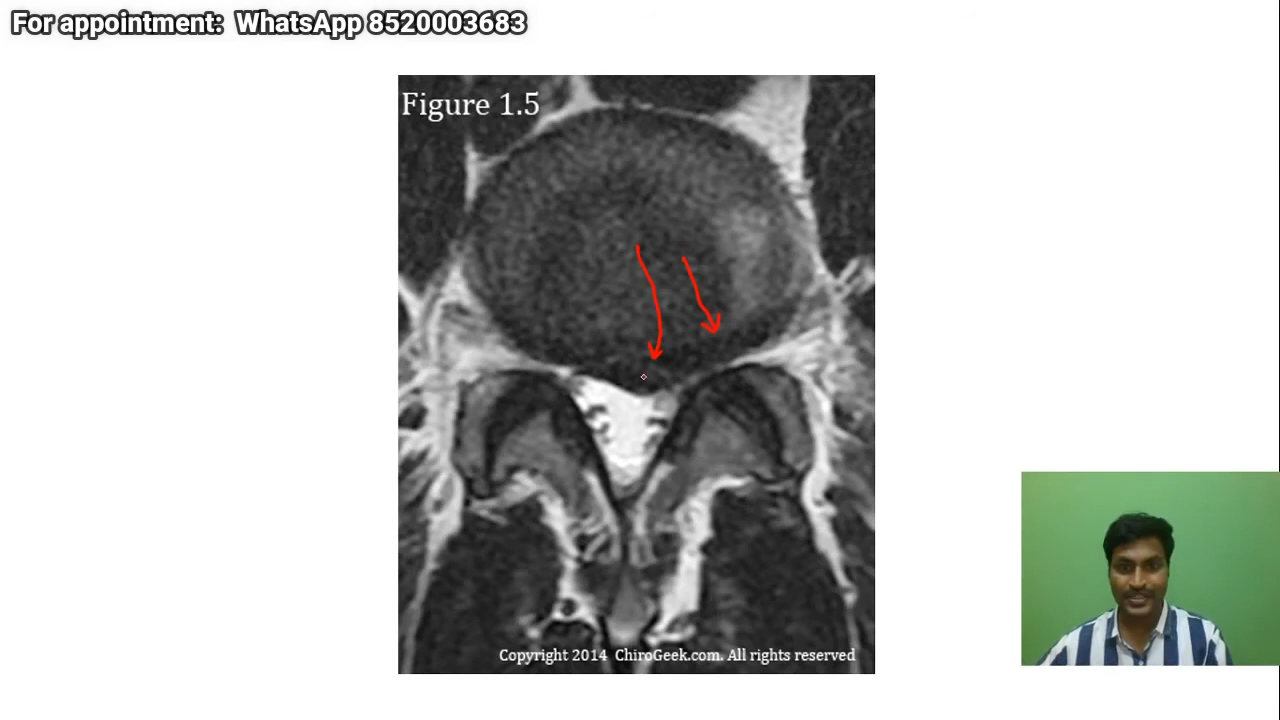 For appointment: WhatsApp 8520003683
Figure 1.5
Copyright 2014 ChiroGeek.com. All rights reserved